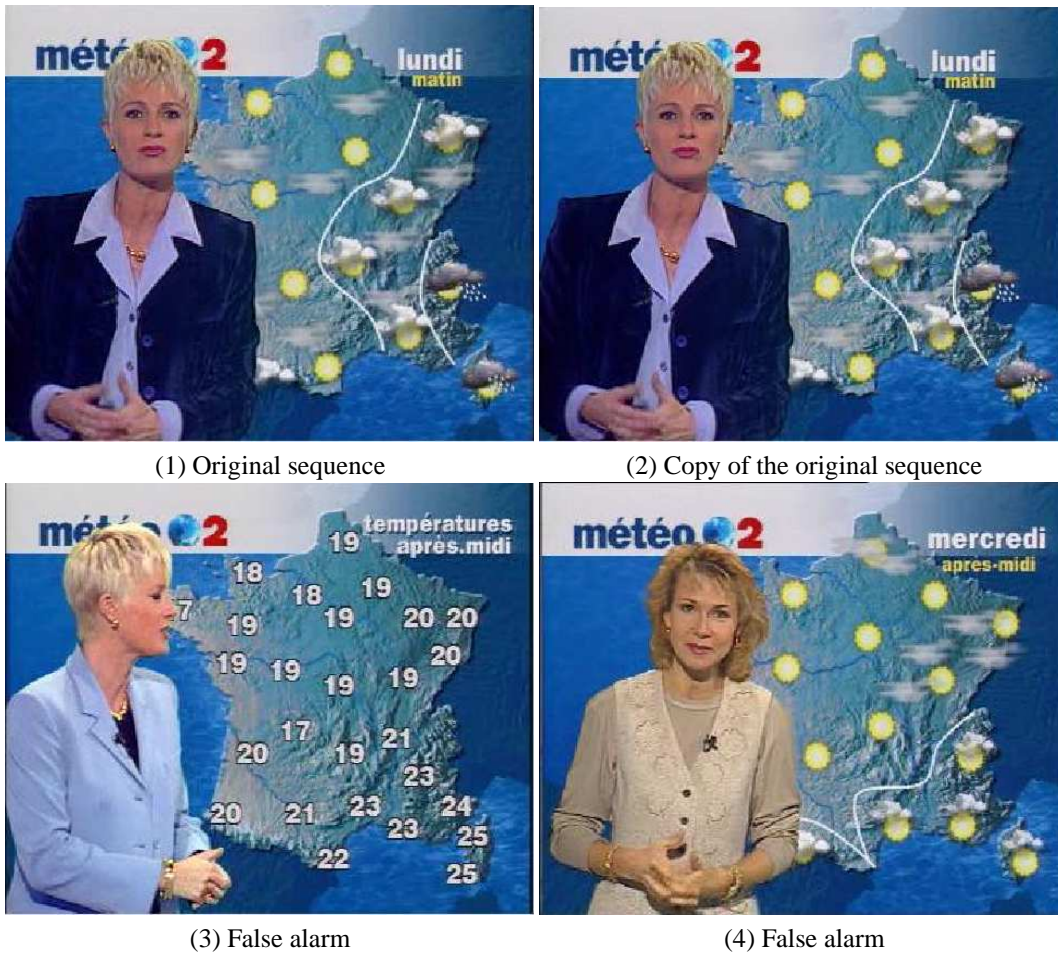 mété 2
lundi
matin
mété 2
lundi
matin
(1) Original sequence
(2) Copy of the original sequence
météo 2
températures
après.midi
19
18
18 19
7 19 19 20 20
20
19 19 19 19
17
20 19 21
23
20 21 23 24
23 25
22
25
météo 2
mercredi
après-midi
(3) False alarm
(4) False alarm